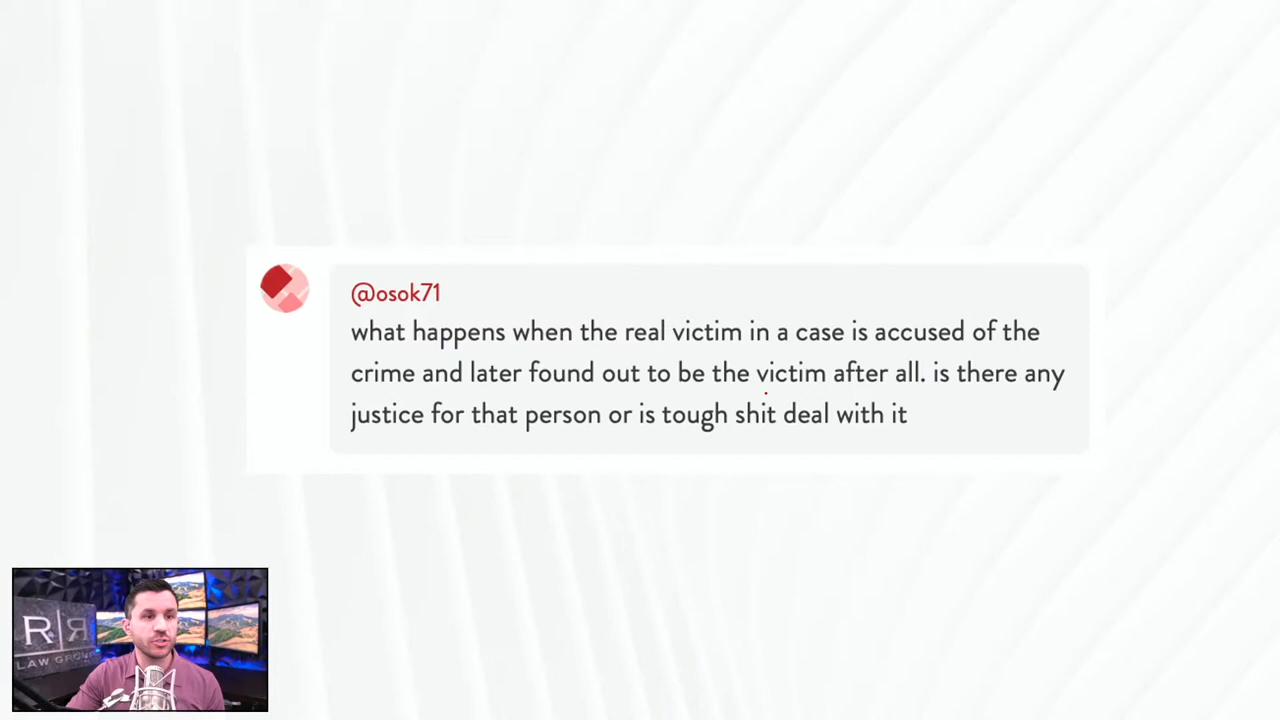 @osok71
what happens when the real victim in a case is accused of the
crime and later found out to be the victim after all. is there any
justice for that person or is tough shit deal with it
R|R
LAW GROUP